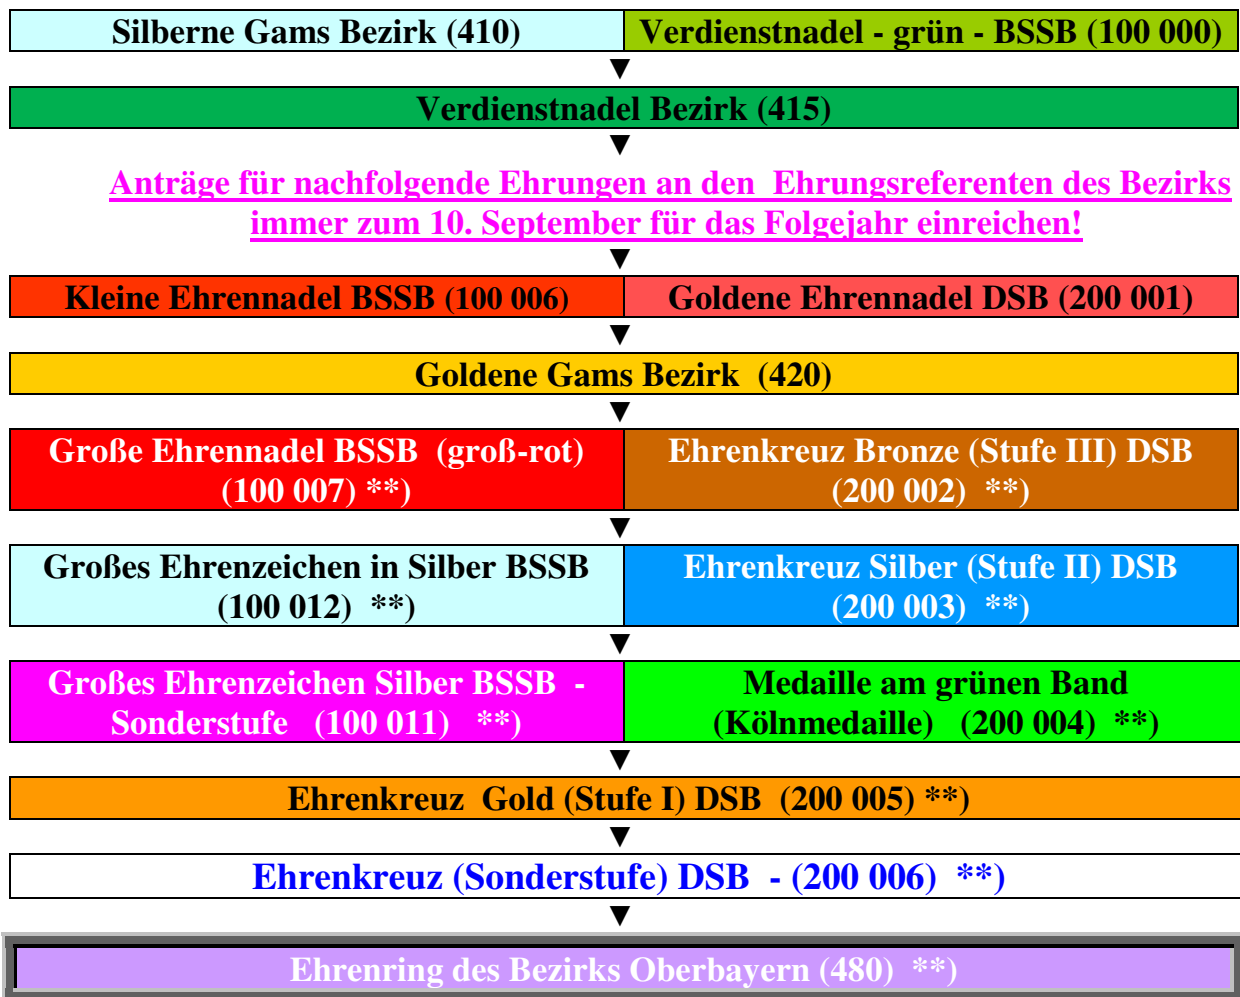 Silberne Gams Bezirk (410)
Verdienstnadel - grün - BSSB (100 000)
▼
Verdienstnadel Bezirk (415)
▼
Anträge für nachfolgende Ehrungen an den Ehrungsreferenten des Bezirks
immer zum 10. September für das Folgejahr einreichen!
▼
Kleine Ehrennadel BSSB (100 006)
Goldene Ehrennadel DSB (200 001)
▼
Goldene Gams Bezirk (420)
▼
Große Ehrennadel BSSB (groß-rot)
(100 007) **)
Ehrenkreuz Bronze (Stufe III) DSB
(200 002) **)
▼
Großes Ehrenzeichen in Silber BSSB
(100 012) **)
Ehrenkreuz Silber (Stufe II) DSB
(200 003) **)
▼
Großes Ehrenzeichen Silber BSSB -
Sonderstufe (100 011) **)
Medaille am grünen Band
(Kölnmedaille) (200 004) **)
▼
Ehrenkreuz Gold (Stufe I) DSB (200 005) **)
▼
Ehrenkreuz (Sonderstufe) DSB - (200 006) **)
▼
Ehrenring des Bezirks Oberbayern (480) **)